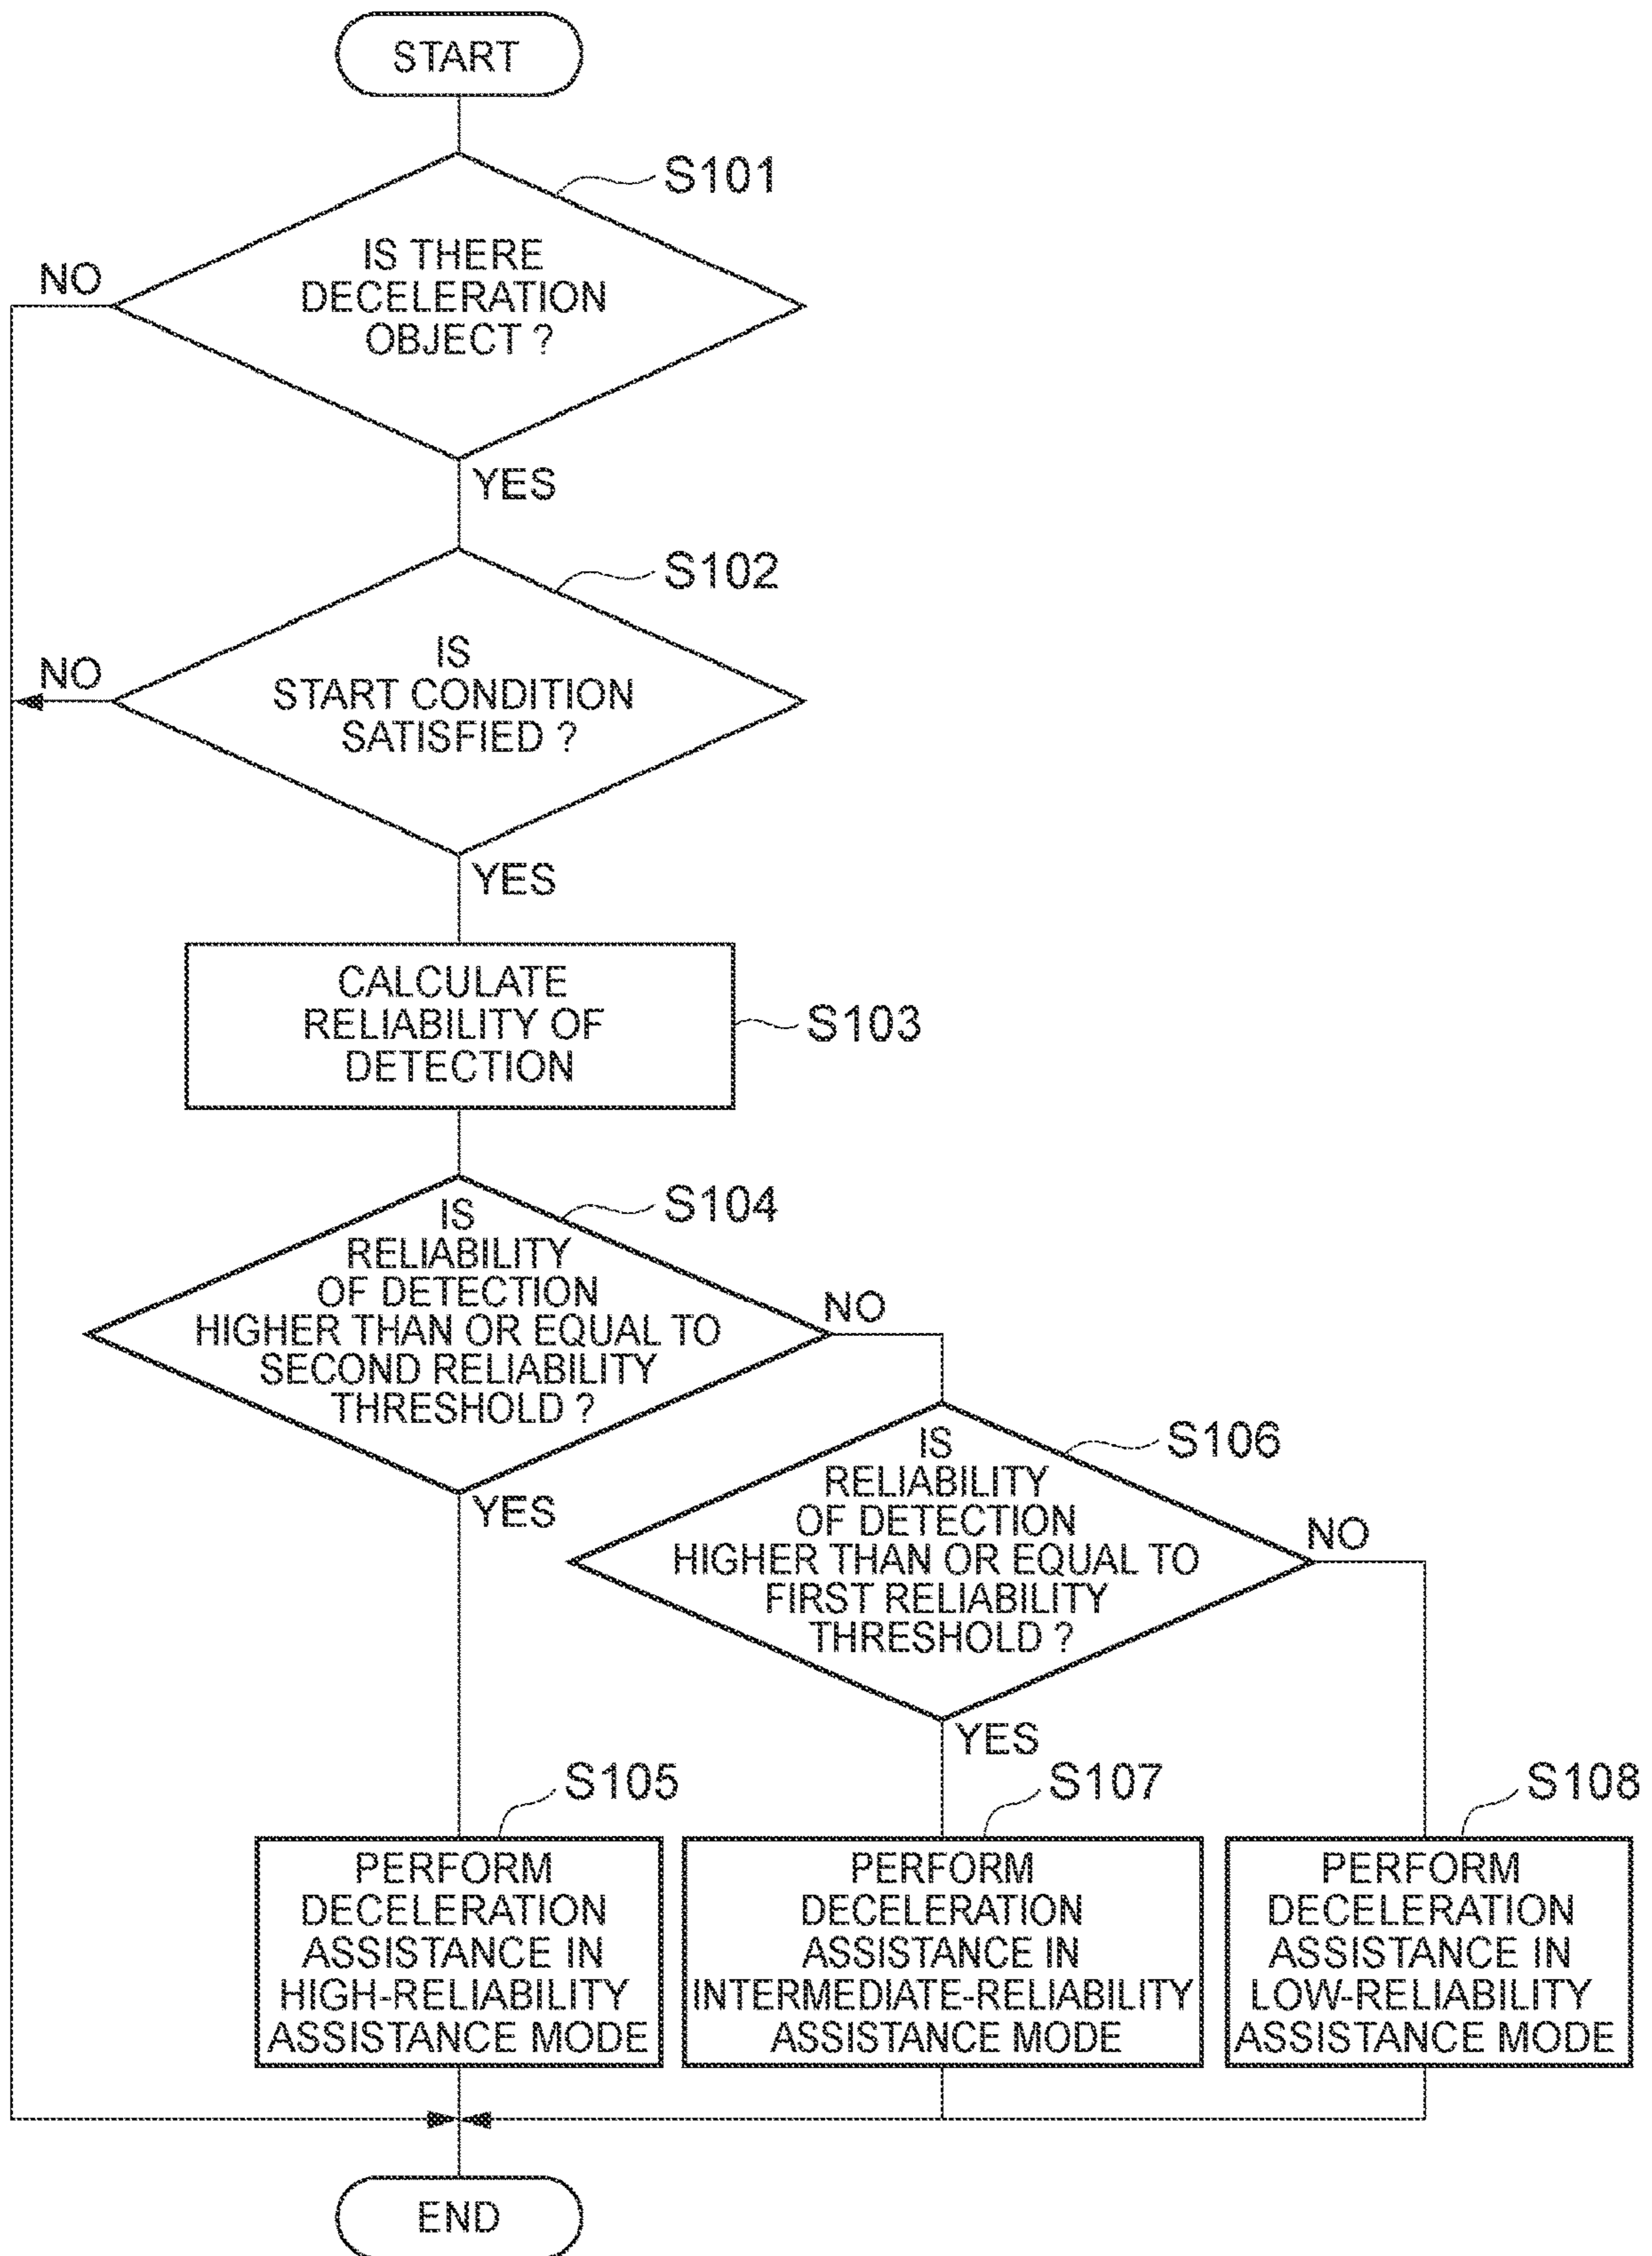 START
S101
IS THERE
DECELERATION
OBJECT ?
NO
YES
S102
IS
START CONDITION
SATISFIED ?
NO
YES
CALCULATE
RELIABILITY OF
DETECTION
S103
S104
IS
RELIABILITY
OF DETECTION
HIGHER THAN OR EQUAL TO
SECOND RELIABILITY
THRESHOLD ?
NO
YES
S106
IS
RELIABILITY
OF DETECTION
HIGHER THAN OR EQUAL TO
FIRST RELIABILITY
THRESHOLD ?
NO
YES
S105
PERFORM
DECELERATION
ASSISTANCE IN
HIGH-RELIABILITY
ASSISTANCE MODE
S107
PERFORM
DECELERATION
ASSISTANCE IN
INTERMEDIATE-RELIABILITY
ASSISTANCE MODE
S108
PERFORM
DECELERATION
ASSISTANCE IN
LOW-RELIABILITY
ASSISTANCE MODE
END